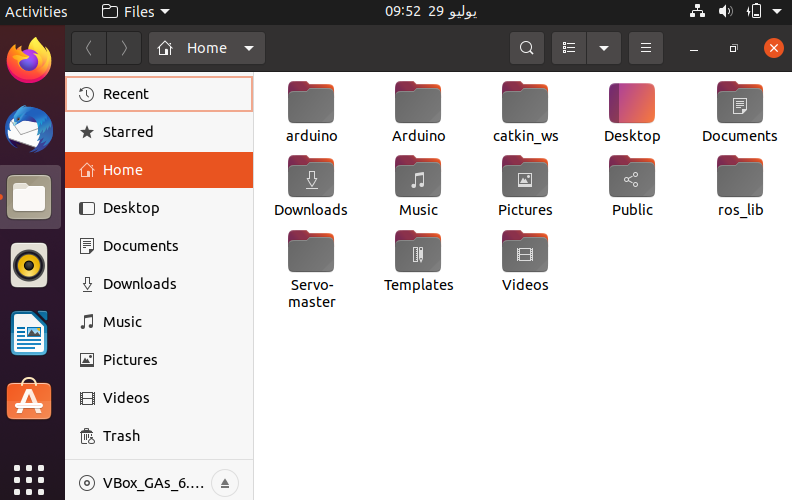 Activities
Files
09:52 29 يوليو
Home
Recent
Starred
Home
Desktop
Documents
Downloads
Music
Pictures
Videos
Trash
VBox_GAs_6....
arduino
Arduino
catkin_ws
Desktop
Documents
Downloads
Music
Pictures
Public
ros_lib
Servo-
master
Templates
Videos